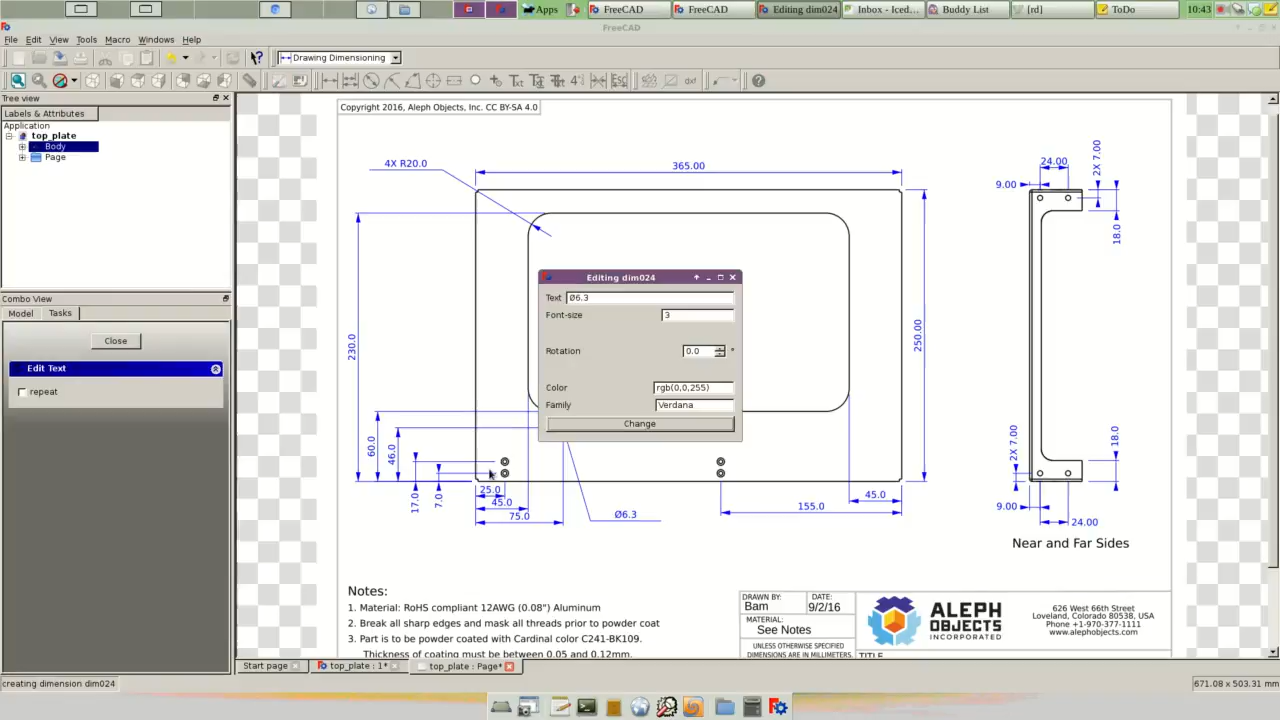 Apps
FreeCAD
FreeCAD
Editing dim024
Inbox - Iced...
Buddy List
[rd]
ToDo
10:43
FreeCAD
File Edit View Tools Macro Windows Help
Drawing Dimensioning
Tree view
Labels & Attributes
Application
top_plate
Body
Page
Combo View
Model Tasks
Close
Edit Text
repeat
Copyright 2016, Aleph Objects, Inc. CC BY-SA 4.0
4X R20.0
365.00
230.0
250.00
60.0
46.0
17.0
7.0
25.0
45.0
75.0
Ø6.3
155.0
45.0
9.00
24.00
2X 7.00
18.0
2X 7.00
18.0
9.00
24.00
Near and Far Sides
Editing dim024
Text Ø6.3
Font-size 3
Rotation 0.0 °
Color rgb(0,0,255)
Family Verdana
Change
Notes:
1. Material: RoHS compliant 12AWG (0.08") Aluminum
2. Break all sharp edges and mask all threads prior to powder coat
3. Part is to be powder coated with Cardinal color C241-BK109.
Thickness of coating must be between 0.05 and 0.12mm.
DRAWN BY:
Bam
DATE:
9/2/16
MATERIAL:
See Notes
UNLESS OTHERWISE SPECIFIED
DIMENSIONS ARE IN MILLIMETERS.
ALEPH
OBJECTS
INCORPORATED
626 West 66th Street
Loveland, Colorado 80538, USA
Phone +1-970-377-1111
www.alephobjects.com
TITLE
Start page
top_plate : 1*
top_plate : Page*
creating dimension dim024
671.08 x 503.31 mm